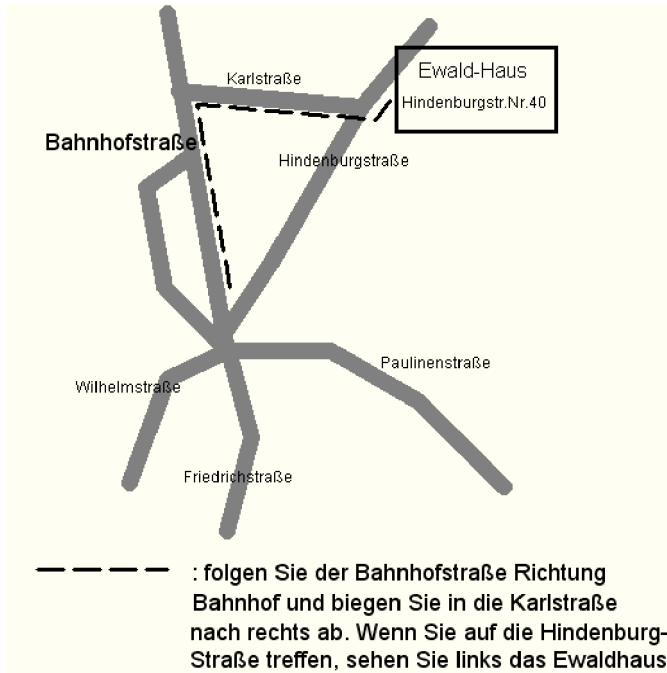 Karlstraße
Ewald-Haus
Hindenburgstr.Nr.40
Bahnhofstraße
Hindenburgstraße
Paulinenstraße
Wilhelmstraße
Friedrichstraße
: folgen Sie der Bahnhofstraße Richtung
Bahnhof und biegen Sie in die Karlstraße
nach rechts ab. Wenn Sie auf die Hindenburg-
Straße treffen, sehen Sie links das Ewaldhaus